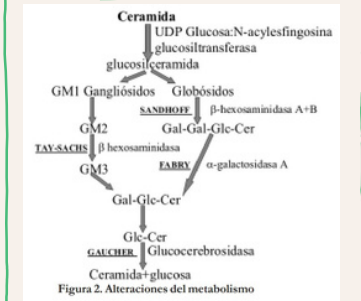 Ceramida
UDP Glucosa:N-acylesfingosina
glucosiltransferasa
glucosilceramida
GM1 Gangliósidos Globósidos
SANDHOFF β-hexosaminidasa A+B
GM2 Gal-Gal-Glc-Cer
TAY-SACHS β hexosaminidasa
GM3 FABRY α-galactosidasa A
Gal-Glc-Cer
Glc-Cer
GAUCHER Glucocerebrosidasa
Ceramida+glucosa
Figura 2. Alteraciones del metabolismo